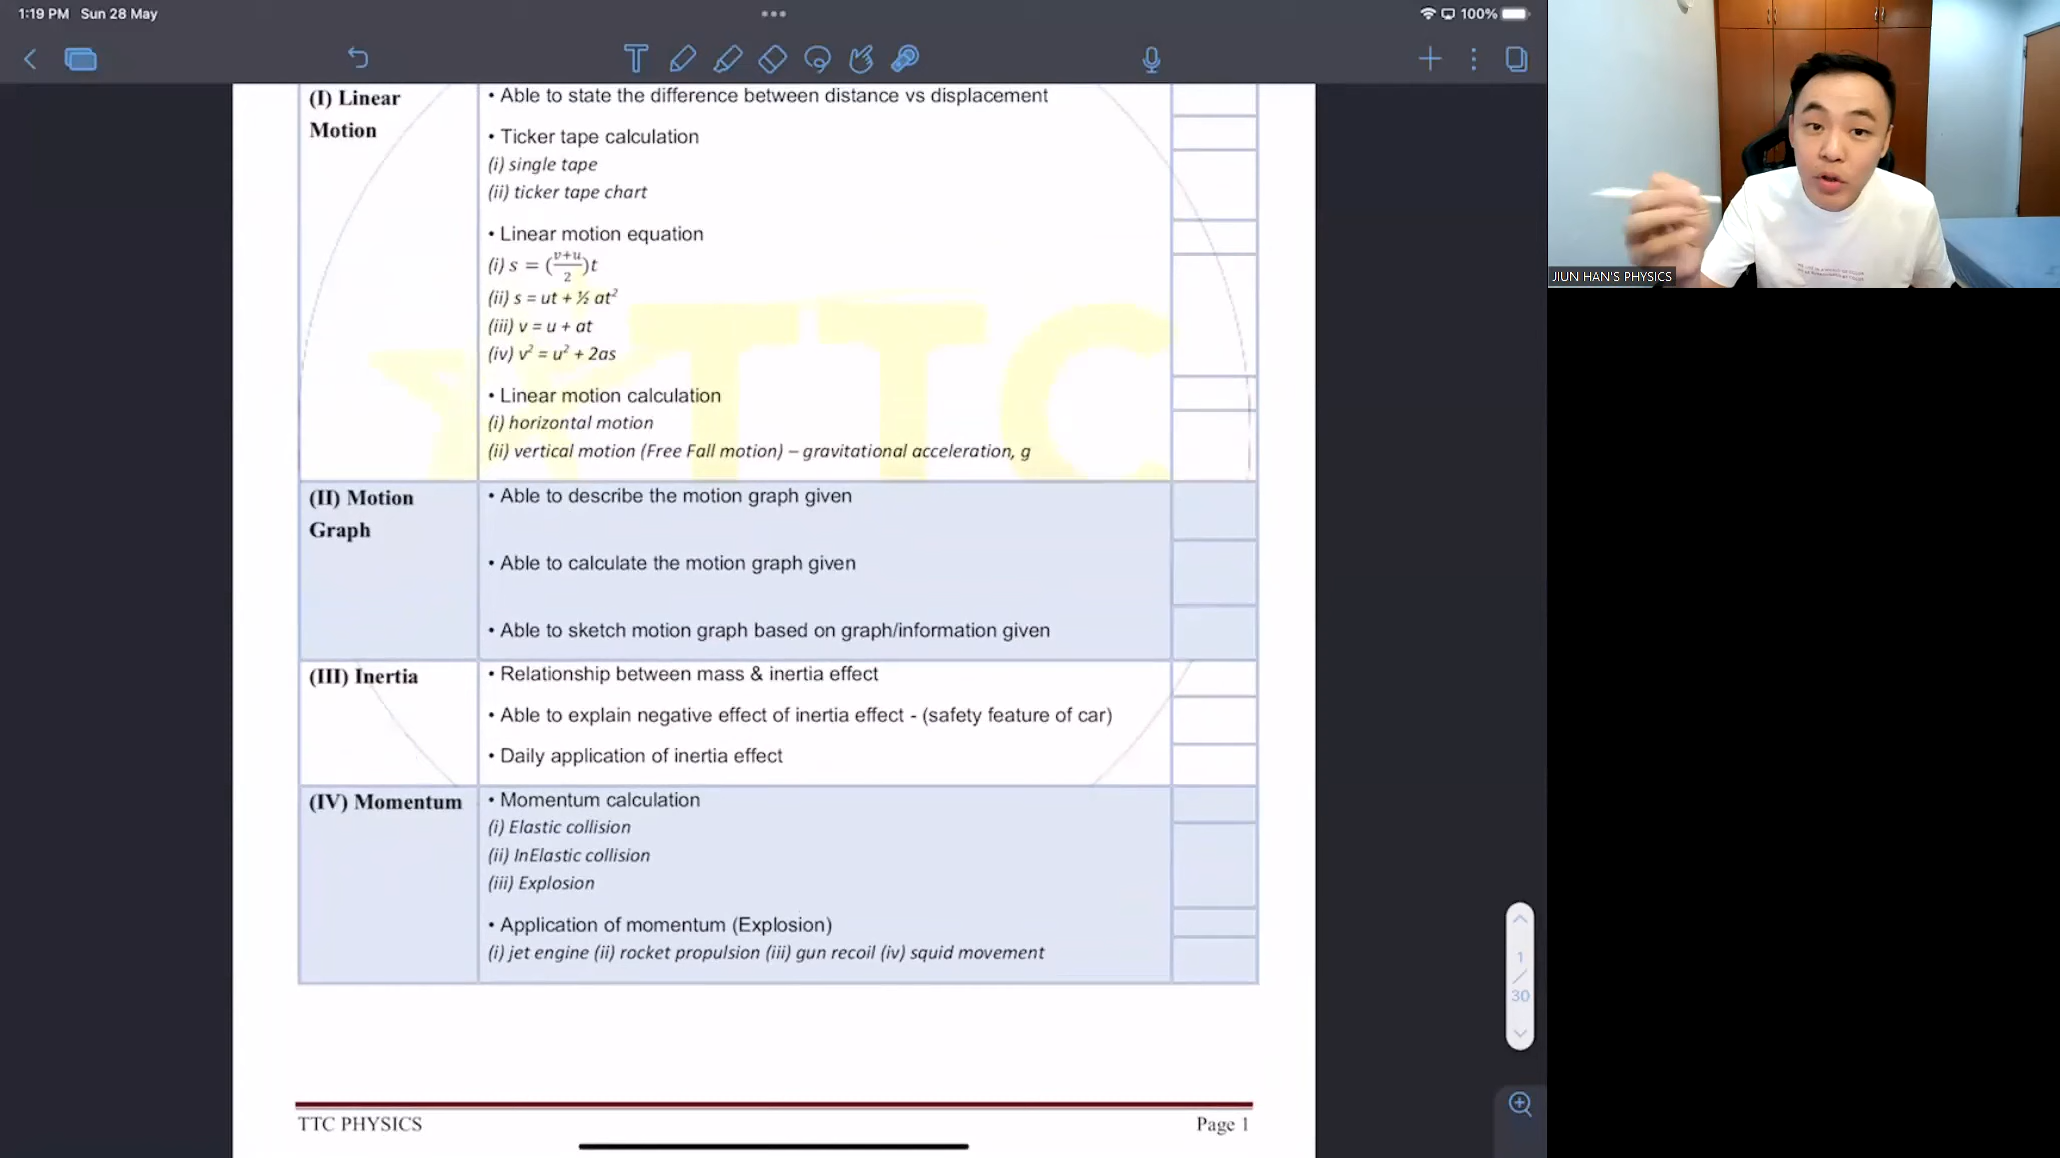 1:19 PM Sun 28 May
100%
(I) Linear
Motion
• Able to state the difference between distance vs displacement
• Ticker tape calculation
(i) single tape
(ii) ticker tape chart
• Linear motion equation
(i) s = (v+u/2)t
(ii) s = ut + ½ at²
(iii) v = u + at
(iv) v² = u² + 2as
• Linear motion calculation
(i) horizontal motion
(ii) vertical motion (Free Fall motion) – gravitational acceleration, g
TTC
(II) Motion
Graph
• Able to describe the motion graph given
• Able to calculate the motion graph given
• Able to sketch motion graph based on graph/information given
(III) Inertia
• Relationship between mass & inertia effect
• Able to explain negative effect of inertia effect - (safety feature of car)
• Daily application of inertia effect
(IV) Momentum
• Momentum calculation
(i) Elastic collision
(ii) InElastic collision
(iii) Explosion
• Application of momentum (Explosion)
(i) jet engine (ii) rocket propulsion (iii) gun recoil (iv) squid movement
TTC PHYSICS
Page 1
1
30
JIUN HAN'S PHYSICS